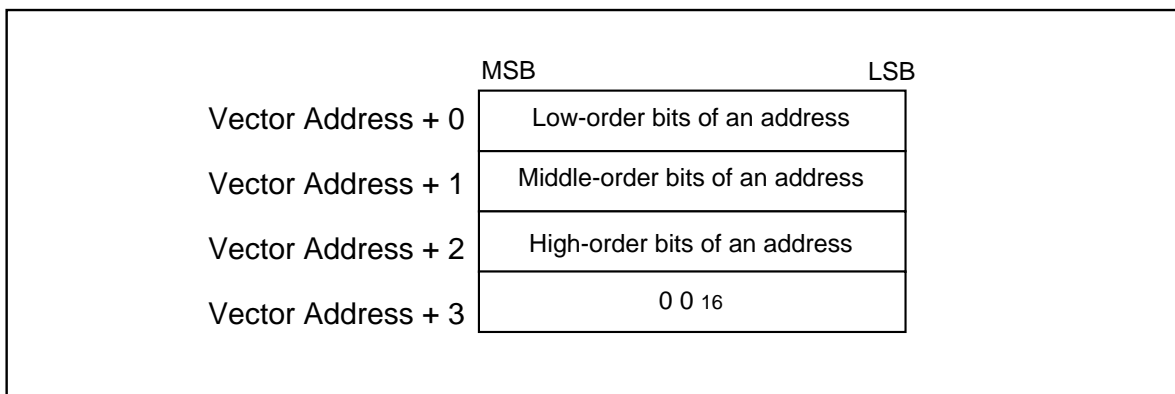 MSB LSB
Vector Address + 0 Low-order bits of an address
Vector Address + 1 Middle-order bits of an address
Vector Address + 2 High-order bits of an address
Vector Address + 3 0 0 16